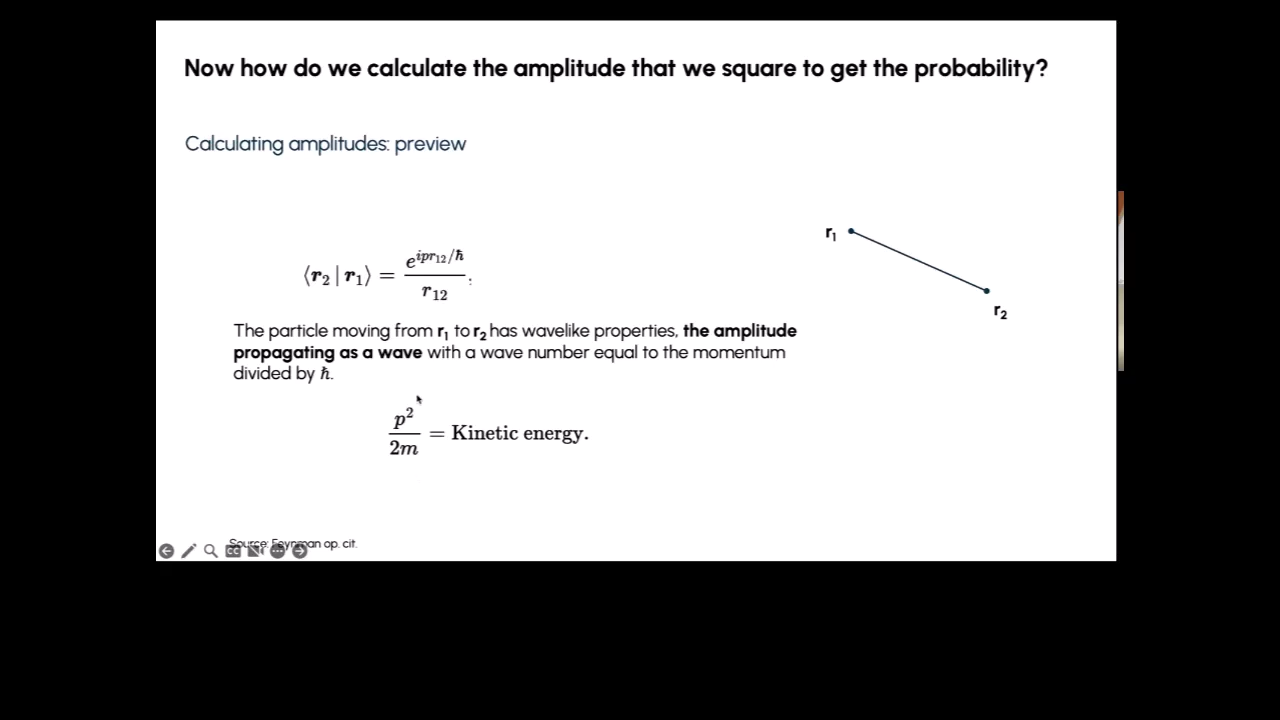 Now how do we calculate the amplitude that we square to get the probability?
Calculating amplitudes: preview
r₁
⟨r₂ | r₁⟩ = e^{ipr₁₂/ħ} / r₁₂ .
r₂
The particle moving from r₁ to r₂ has wavelike properties, the amplitude
propagating as a wave with a wave number equal to the momentum
divided by ħ.
p² / 2m = Kinetic energy.
Source: Feynman op. cit.
CC